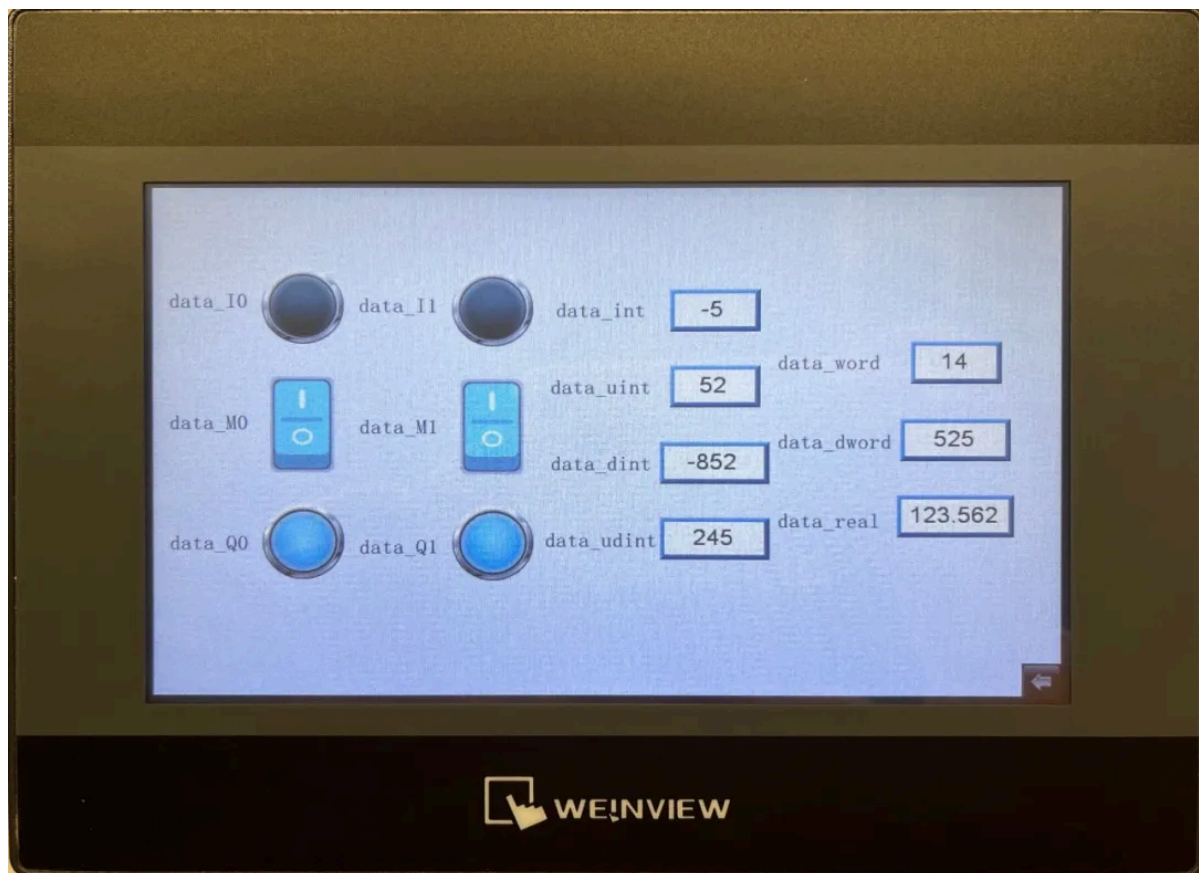 data_I0
data_I1
data_int
-5
data_word
14
data_uint
52
data_M0
data_M1
data_dword
525
data_dint
-852
data_real
123.562
data_Q0
data_Q1
data_udint
245
WEINVIEW